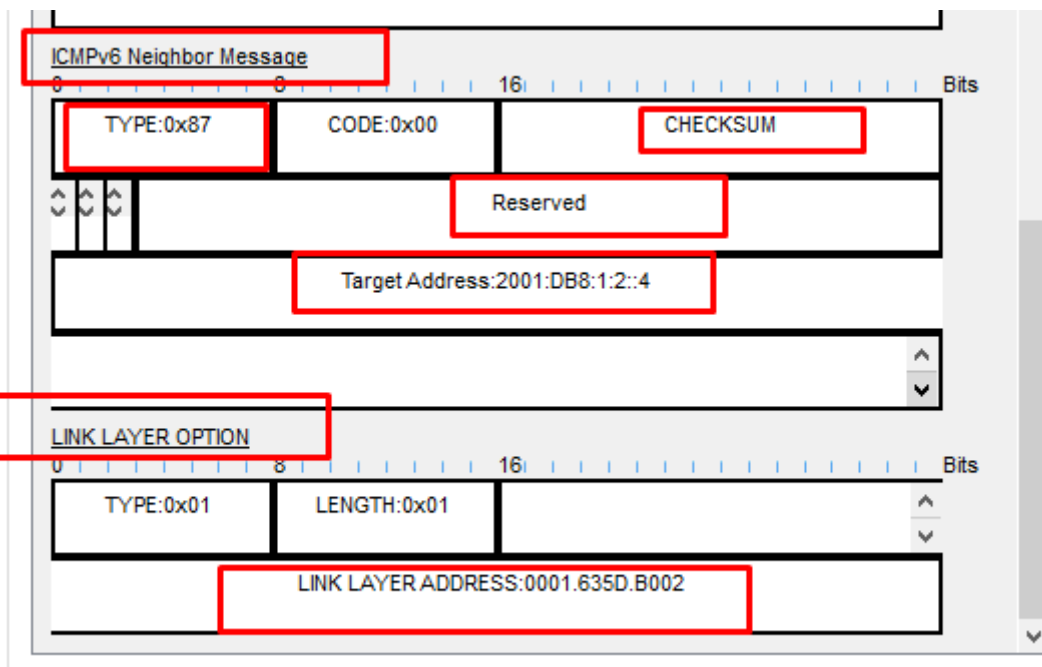 ICMPv6 Neighbor Message
0 8 16 Bits
TYPE:0x87 CODE:0x00 CHECKSUM
Reserved
Target Address:2001:DB8:1:2::4
LINK LAYER OPTION
0 8 16 Bits
TYPE:0x01 LENGTH:0x01
LINK LAYER ADDRESS:0001.635D.B002